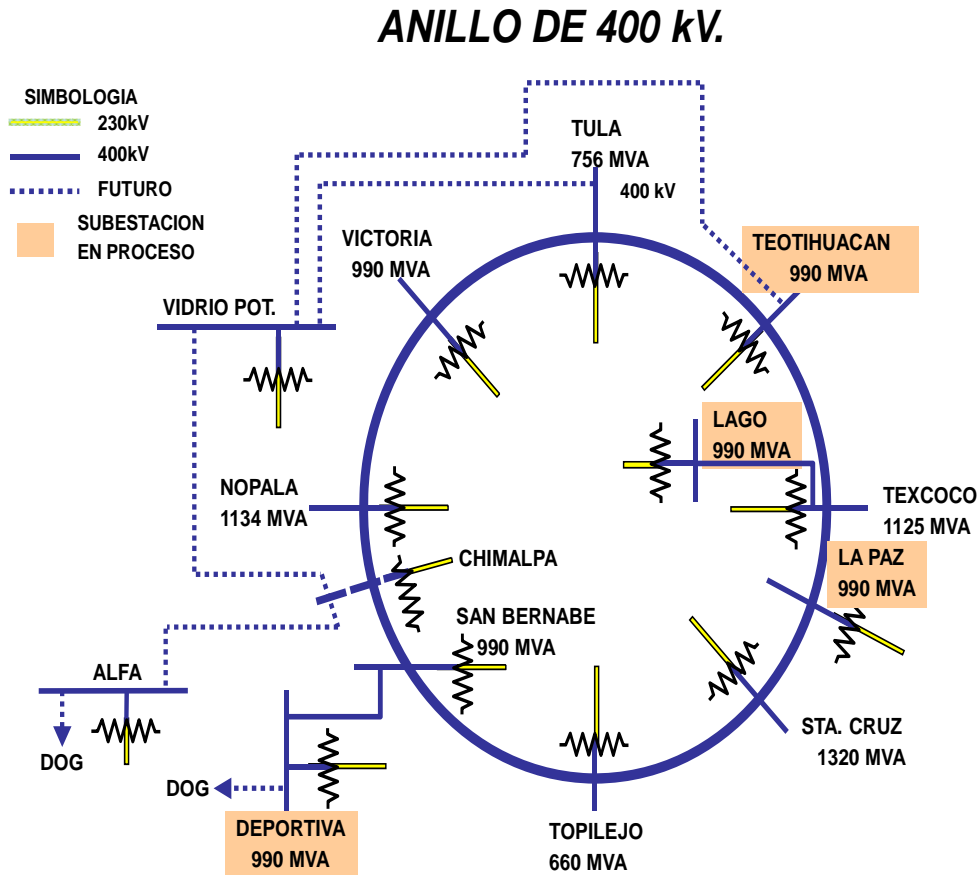 ANILLO DE 400 kV.
SIMBOLOGIA
230kV
400kV
FUTURO
SUBESTACION
EN PROCESO
TULA
756 MVA
400 kV
VICTORIA
990 MVA
TEOTIHUACAN
990 MVA
VIDRIO POT.
LAGO
990 MVA
NOPALA
1134 MVA
TEXCOCO
1125 MVA
CHIMALPA
LA PAZ
990 MVA
SAN BERNABE
990 MVA
ALFA
DOG
STA. CRUZ
1320 MVA
DOG
DEPORTIVA
990 MVA
TOPILEJO
660 MVA